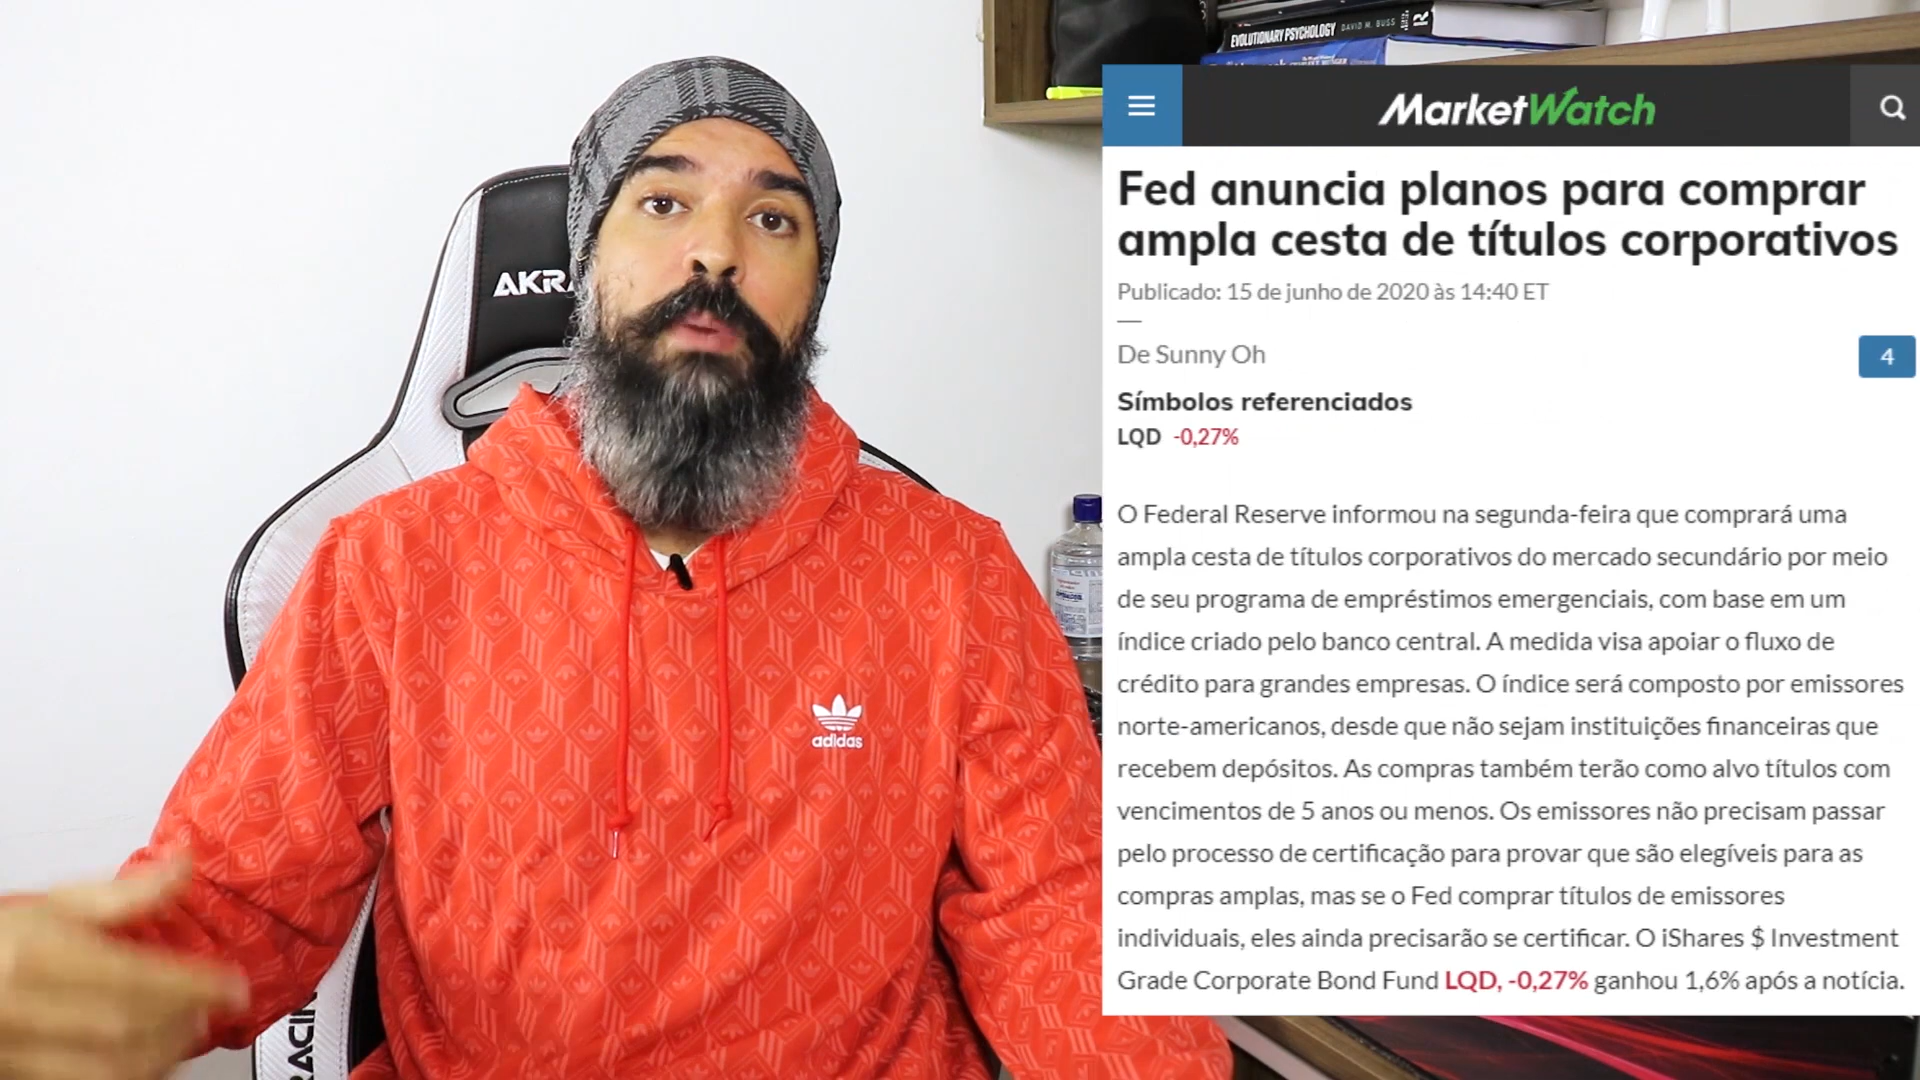 EVOLUTIONARY PSYCHOLOGY DAVID M. BUSS
MarketWatch
Fed anuncia planos para comprar
ampla cesta de títulos corporativos
Publicado: 15 de junho de 2020 às 14:40 ET
De Sunny Oh
4
Símbolos referenciados
LQD -0,27%
O Federal Reserve informou na segunda-feira que comprará uma
ampla cesta de títulos corporativos do mercado secundário por meio
de seu programa de empréstimos emergenciais, com base em um
índice criado pelo banco central. A medida visa apoiar o fluxo de
crédito para grandes empresas. O índice será composto por emissores
norte-americanos, desde que não sejam instituições financeiras que
recebem depósitos. As compras também terão como alvo títulos com
vencimentos de 5 anos ou menos. Os emissores não precisam passar
pelo processo de certificação para provar que são elegíveis para as
compras amplas, mas se o Fed comprar títulos de emissores
individuais, eles ainda precisarão se certificar. O iShares $ Investment
Grade Corporate Bond Fund LQD, -0,27% ganhou 1,6% após a notícia.
AKRA
adidas
RACIN